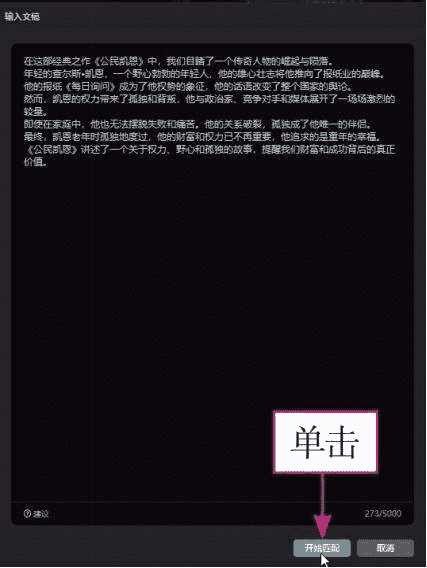 输入文稿
在这部经典之作《公民凯恩》中，我们目睹了一个传奇人物的崛起与陨落。
年轻的查尔斯•凯恩，一个野心勃勃的年轻人，他的雄心壮志将他推向了报纸业的巅峰。
他的报纸《每日询问》成为了他权势的象征，他的话语改变了整个国家的舆论。
然而，凯恩的权力带来了孤独和背叛，他与政治家、竞争对手和媒体展开了一场场激烈的
较量。
即使在家庭中，他也无法摆脱失败和痛苦，他的关系破裂，孤独成了他唯一的伴侣。
最终，凯恩老年时孤独地度过，他的财富和权力已不再重要，他追求的是童年的幸福。
《公民凯恩》讲述了一个关于权力、野心和孤独的故事，提醒我们财富和成功背后的真正
价值。
单击
建议
273/5000
开始匹配
取消